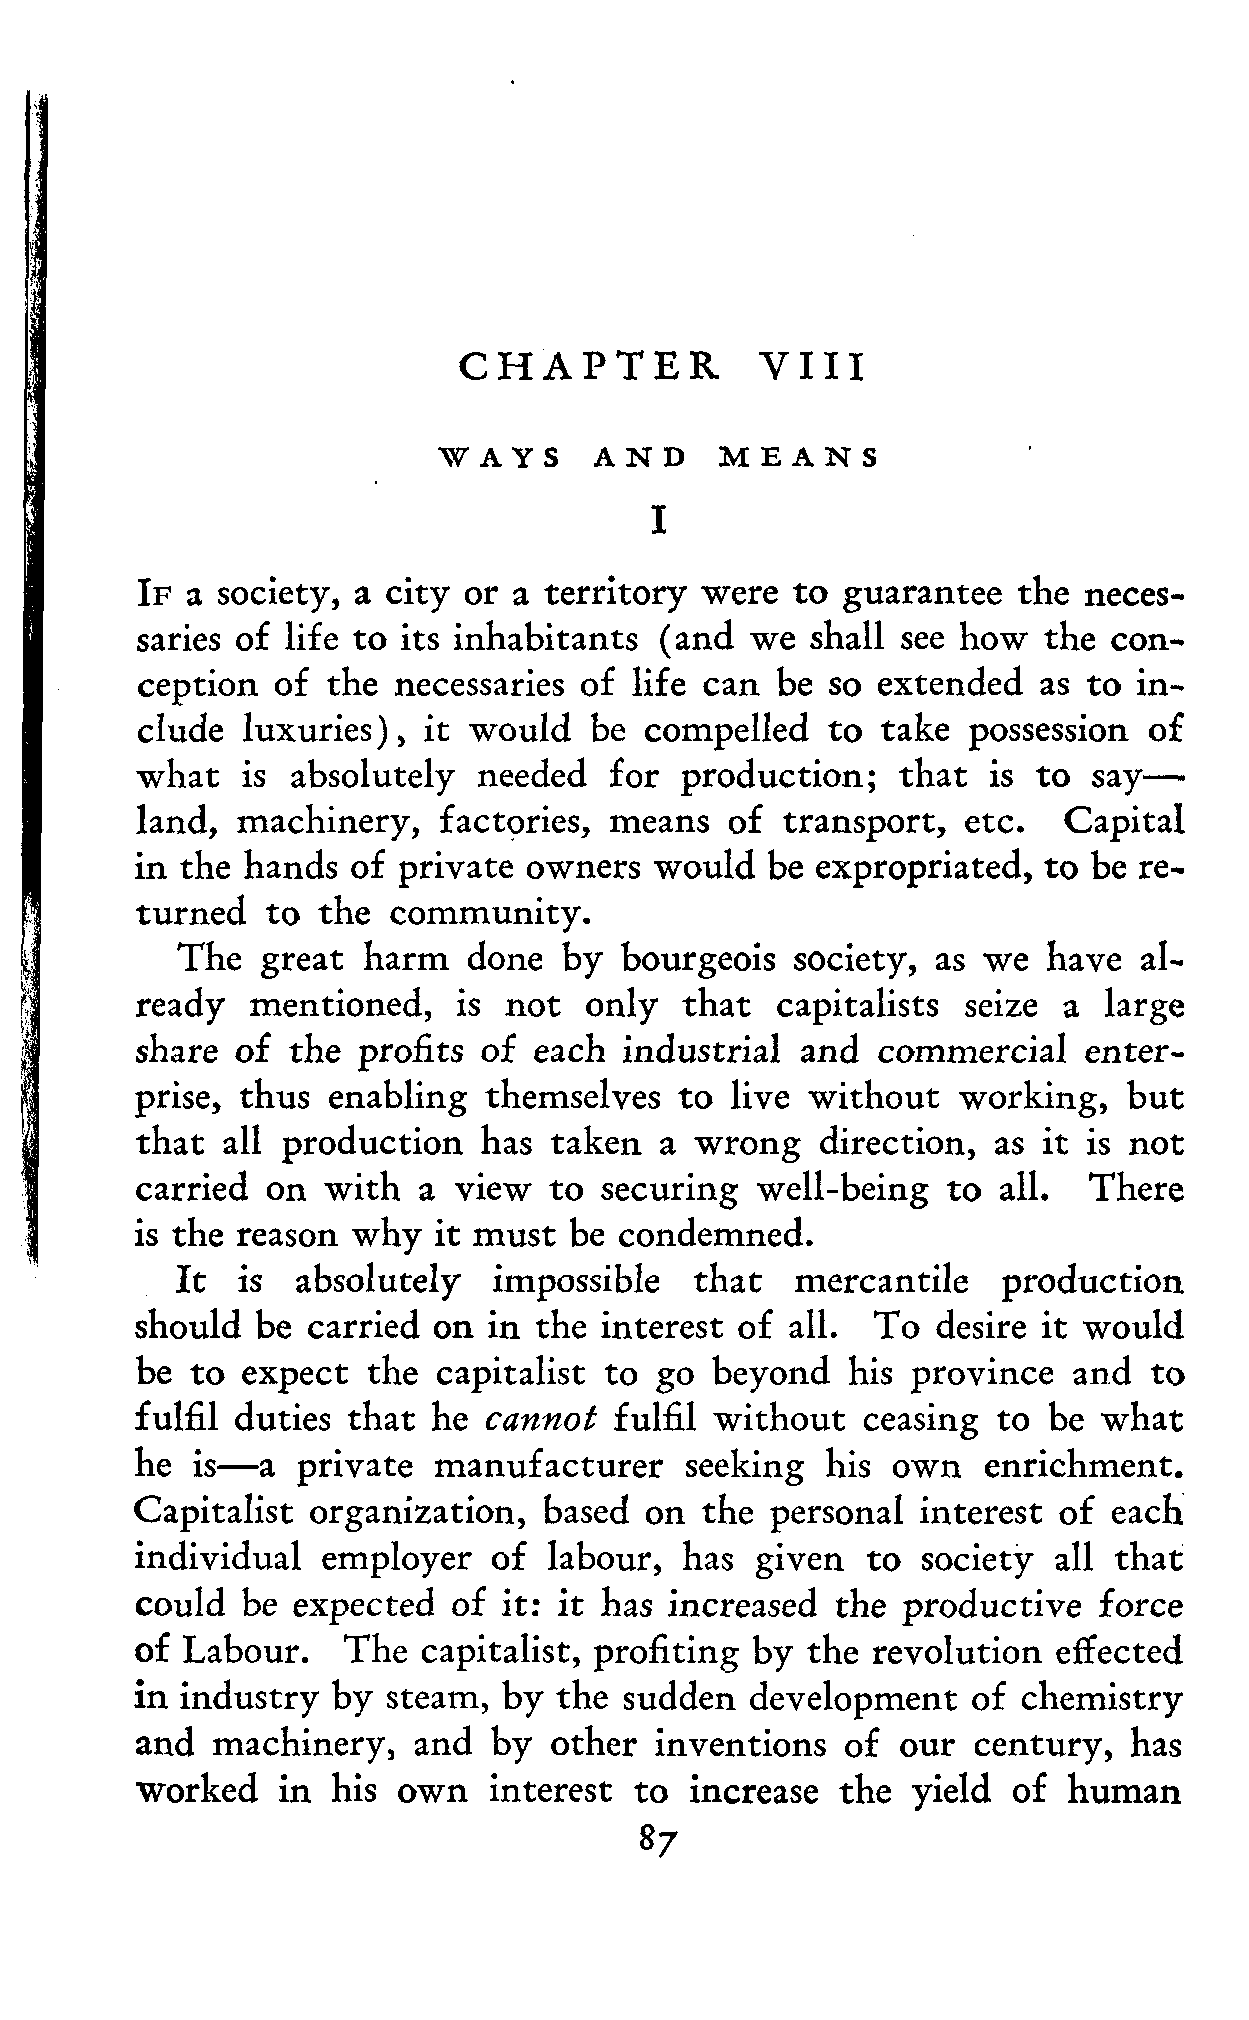 CHAPTER VIII
WAYS AND MEANS
I
IF a society, a city or a territory were to guarantee the neces-
saries of life to its inhabitants (and we shall see how the con-
ception of the necessaries of life can be so extended as to in-
clude luxuries), it would be compelled to take possession of
what is absolutely needed for production; that is to say—
land, machinery, factories, means of transport, etc. Capital
in the hands of private owners would be expropriated, to be re-
turned to the community.
The great harm done by bourgeois society, as we have al-
ready mentioned, is not only that capitalists seize a large
share of the profits of each industrial and commercial enter-
prise, thus enabling themselves to live without working, but
that all production has taken a wrong direction, as it is not
carried on with a view to securing well-being to all. There
is the reason why it must be condemned.
It is absolutely impossible that mercantile production
should be carried on in the interest of all. To desire it would
be to expect the capitalist to go beyond his province and to
fulfil duties that he cannot fulfil without ceasing to be what
he is—a private manufacturer seeking his own enrichment.
Capitalist organization, based on the personal interest of each
individual employer of labour, has given to society all that
could be expected of it: it has increased the productive force
of Labour. The capitalist, profiting by the revolution effected
in industry by steam, by the sudden development of chemistry
and machinery, and by other inventions of our century, has
worked in his own interest to increase the yield of human
87